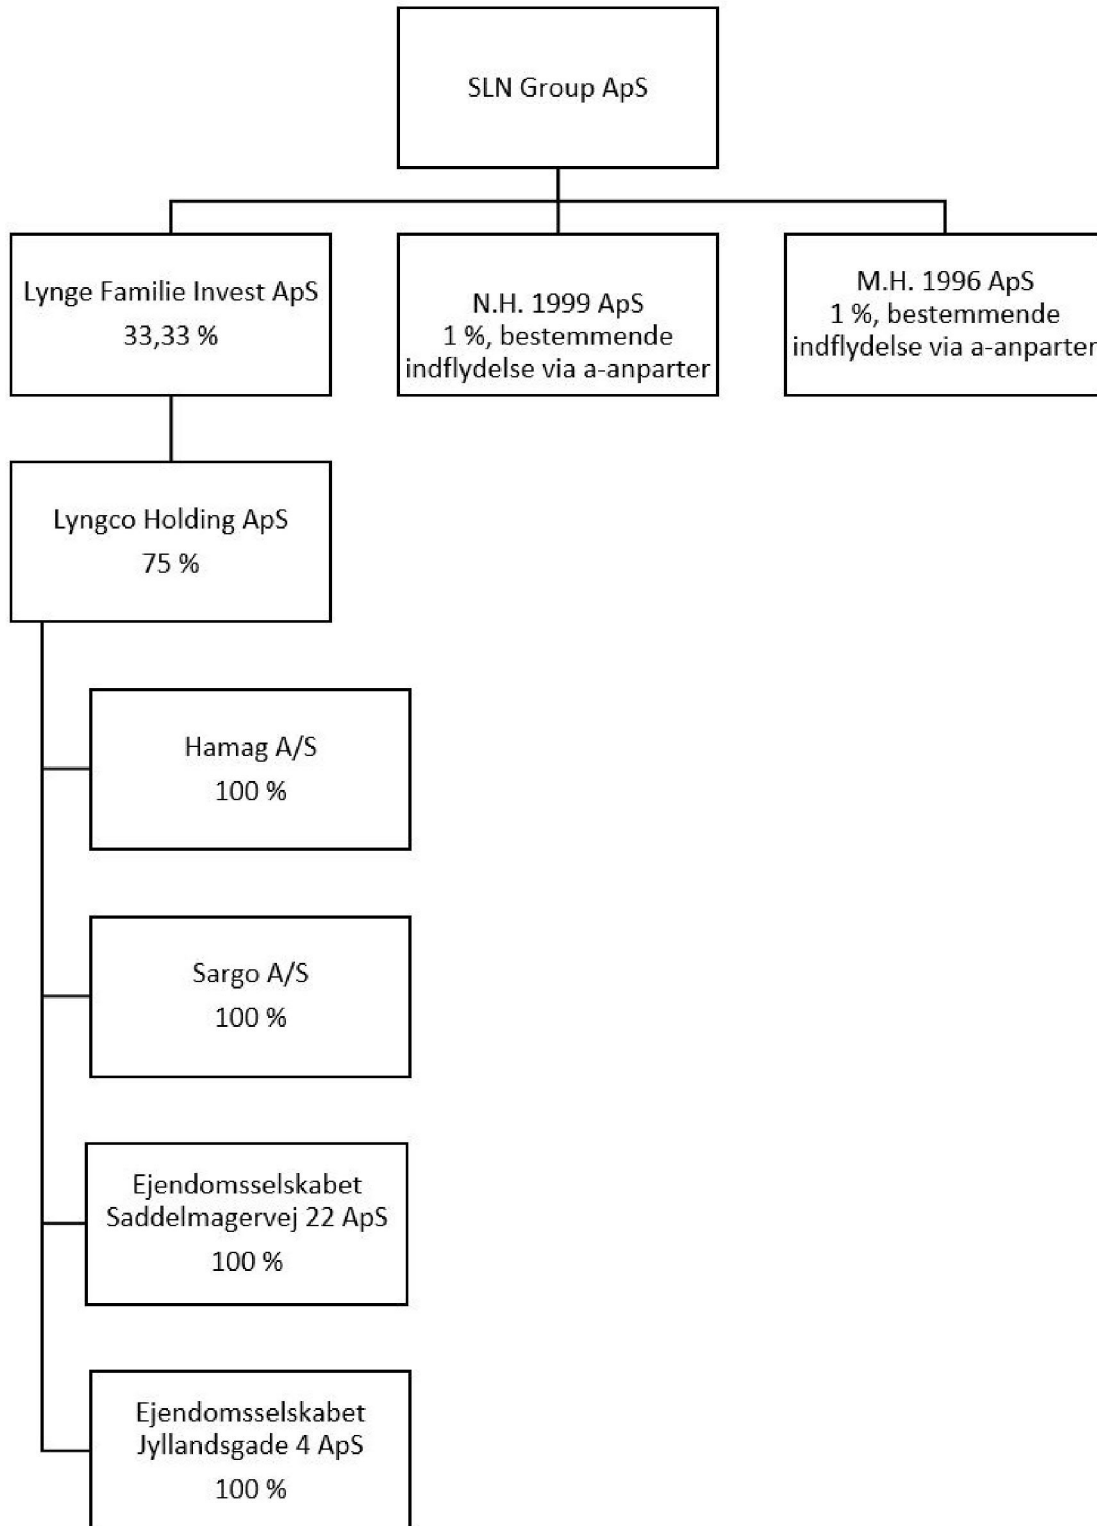 SLN Group ApS
Lynge Familie Invest ApS
33,33 %
N.H. 1999 ApS
1 %, bestemmende
indflydelse via a-anparter
M.H. 1996 ApS
1 %, bestemmende
indflydelse via a-anparter
Lyngco Holding ApS
75 %
Hamag A/S
100 %
Sargo A/S
100 %
Ejendomsselskabet
Saddelmagervej 22 ApS
100 %
Ejendomsselskabet
Jyllandsgade 4 ApS
100 %